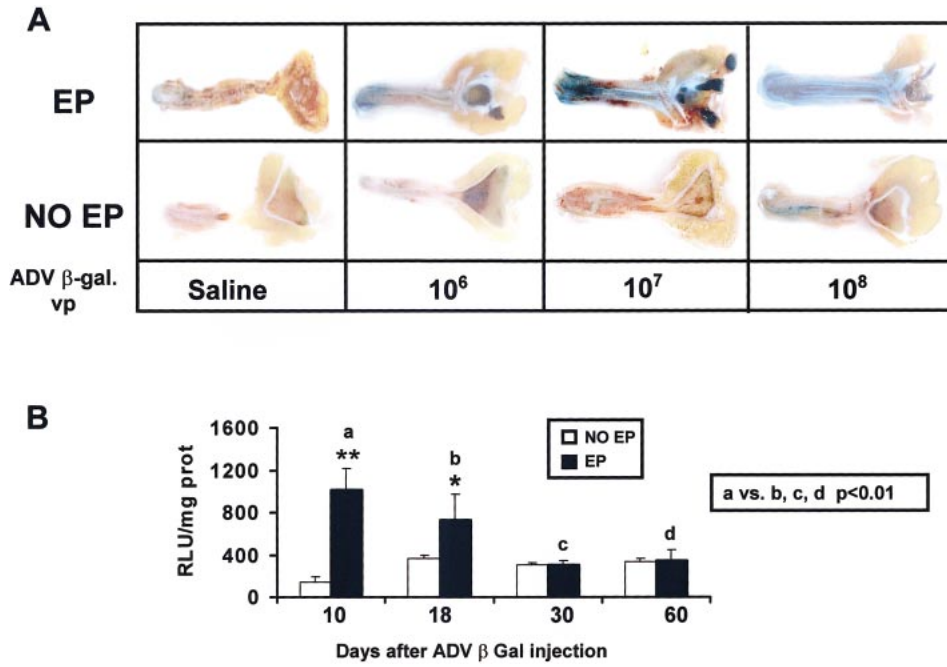 A
EP
NO EP
ADV β-gal.
vp
Saline
10⁶
10⁷
10⁸
B
RLU/mg prot
1600
1200
800
400
0
a
**
b
*
c
d
NO EP
EP
a vs. b, c, d p<0.01
10
18
30
60
Days after ADV β Gal injection